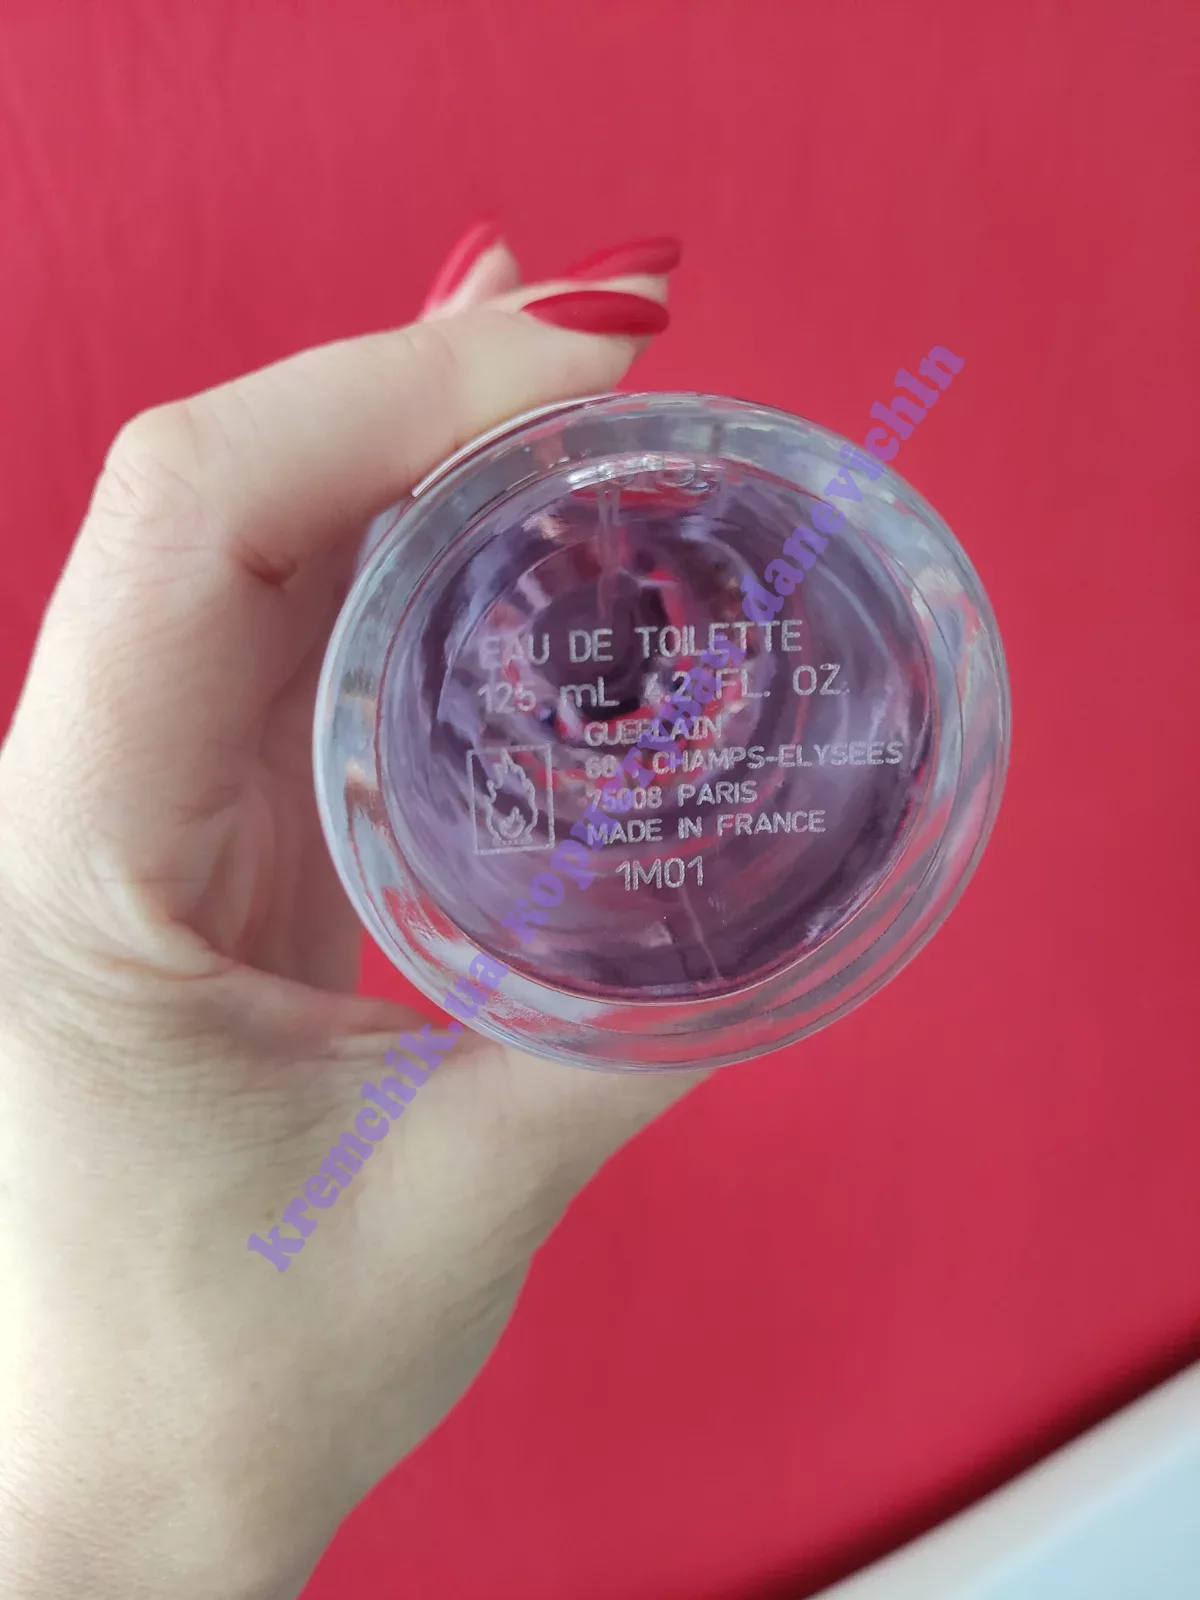 EAU DE TOILETTE
125 mL 4.2 FL. OZ.
GUERLAIN
68 . CHAMPS-ELYSEES
75008 PARIS
MADE IN FRANCE
1M01
kremchik.ua